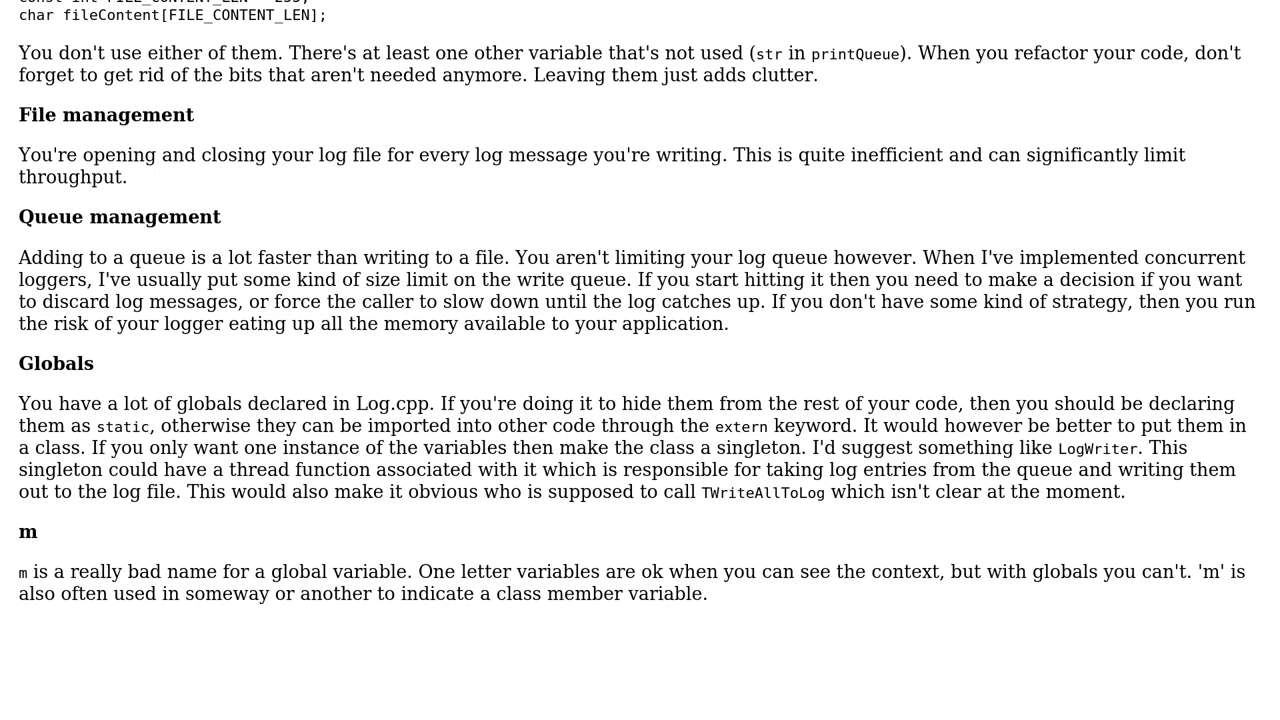 char fileContent[FILE_CONTENT_LEN];
You don't use either of them. There's at least one other variable that's not used (str in printQueue). When you refactor your code, don't
forget to get rid of the bits that aren't needed anymore. Leaving them just adds clutter.
File management
You're opening and closing your log file for every log message you're writing. This is quite inefficient and can significantly limit
throughput.
Queue management
Adding to a queue is a lot faster than writing to a file. You aren't limiting your log queue however. When I've implemented concurrent
loggers, I've usually put some kind of size limit on the write queue. If you start hitting it then you need to make a decision if you want
to discard log messages, or force the caller to slow down until the log catches up. If you don't have some kind of strategy, then you run
the risk of your logger eating up all the memory available to your application.
Globals
You have a lot of globals declared in Log.cpp. If you're doing it to hide them from the rest of your code, then you should be declaring
them as static, otherwise they can be imported into other code through the extern keyword. It would however be better to put them in
a class. If you only want one instance of the variables then make the class a singleton. I'd suggest something like LogWriter. This
singleton could have a thread function associated with it which is responsible for taking log entries from the queue and writing them
out to the log file. This would also make it obvious who is supposed to call TWriteAllToLog which isn't clear at the moment.
m
m is a really bad name for a global variable. One letter variables are ok when you can see the context, but with globals you can't. 'm' is
also often used in someway or another to indicate a class member variable.